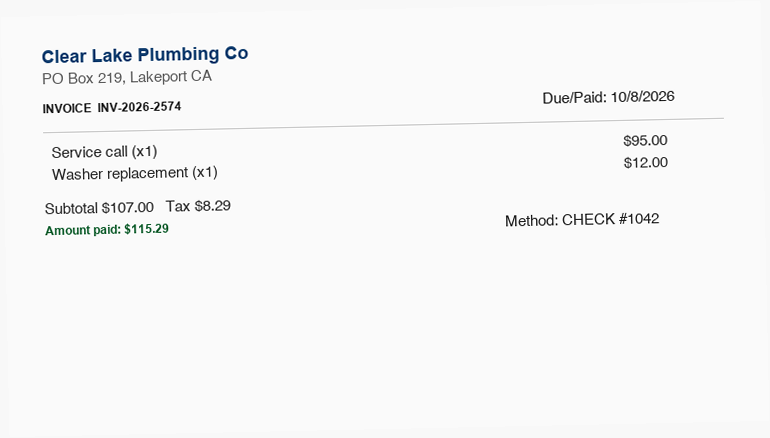 Clear Lake Plumbing Co
PO Box 219, Lakeport CA
INVOICE INV-2026-2574
Due/Paid: 10/8/2026
Service call (x1) $95.00
Washer replacement (x1) $12.00
Subtotal $107.00 Tax $8.29
Amount paid: $115.29
Method: CHECK #1042